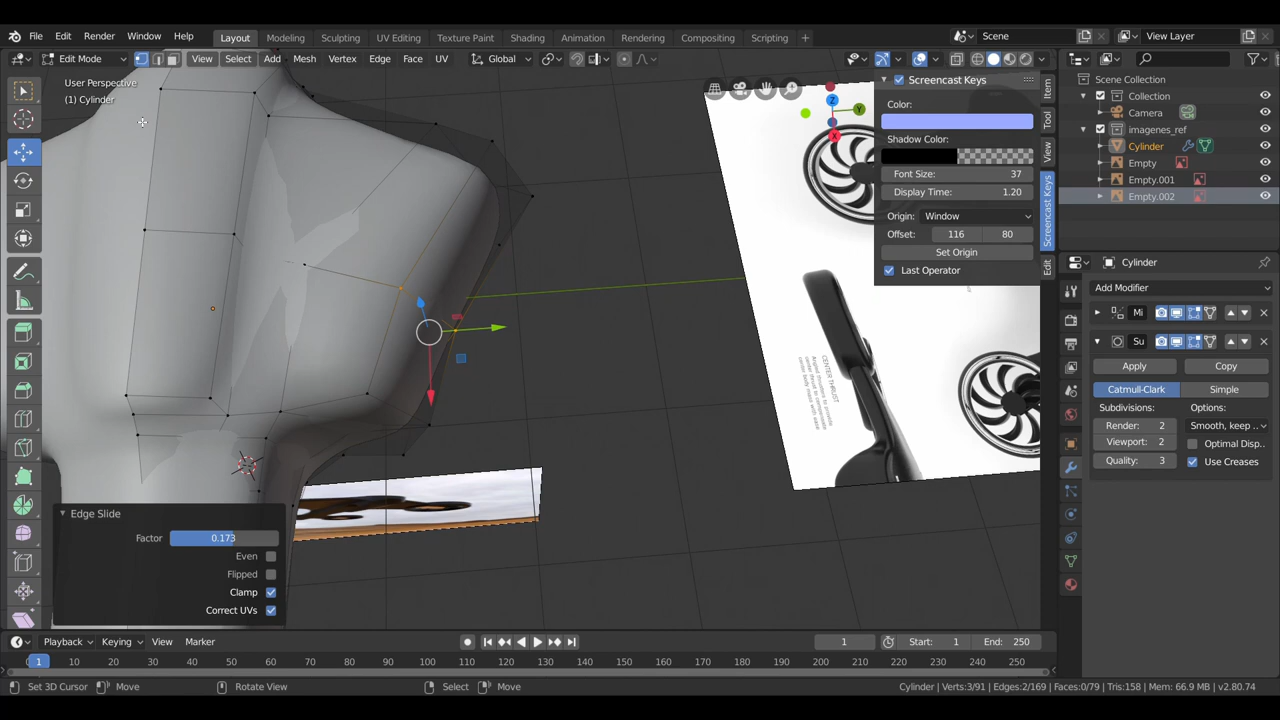 File Edit Render Window Help Layout Modeling Sculpting UV Editing Texture Paint Shading Animation Rendering Compositing Scripting + Scene View Layer
Edit Mode View Select Add Mesh Vertex Edge Face UV Global
User Perspective
(1) Cylinder
Screencast Keys
Color:
Shadow Color:
Font Size: 37
Display Time: 1.20
Origin: Window
Offset: 116 80
Set Origin
Last Operator
Item
Tool
View
Screencast Keys
Edit
Scene Collection
Collection
Camera
imagenes_ref
Cylinder
Empty
Empty.001
Empty.002
Cylinder
Add Modifier
Mi
Su
Apply Copy
Catmull-Clark Simple
Subdivisions: Options:
Render: 2 Smooth, keep ..
Viewport: 2 Optimal Disp..
Quality: 3 Use Creases
CENTER THRUST
Z
Y
X
Edge Slide
Factor 0.173
Even
Flipped
Clamp
Correct UVs
Playback Keying View Marker 1 Start: 1 End: 250
1 10 20 30 40 50 60 70 80 90 100 110 120 130 140 150 160 170 180 190 200 210 220 230 240 250
Set 3D Cursor Move Rotate View Select Move Cylinder | Verts:3/91 | Edges:2/169 | Faces:0/79 | Tris:158 | Mem: 66.9 MB | v2.80.74